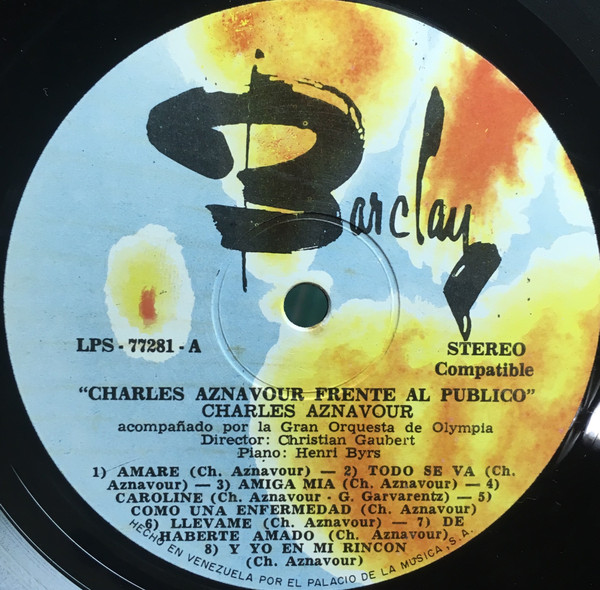 Barclay
LPS - 77281 - A
STEREO
Compatible
"CHARLES AZNAVOUR FRENTE AL PUBLICO"
CHARLES AZNAVOUR
acompañado por la Gran Orquesta de Olympia
Director: Christian Gaubert
Piano: Henri Byrs
1) AMARE (Ch. Aznavour) — 2) TODO SE VA (Ch.
Aznavour) — 3) AMIGA MIA (Ch. Aznavour) — 4)
CAROLINE (Ch. Aznavour - G. Garvarentz) — 5)
COMO UNA ENFERMEDAD (Ch. Aznavour)
6) LLEVAME (Ch. Aznavour) — 7) DE
HABERTE AMADO (Ch. Aznavour)
8) Y YO EN MI RINCON
(Ch. Aznavour)
HECHO EN VENEZUELA POR EL PALACIO DE LA MUSICA, S.A.